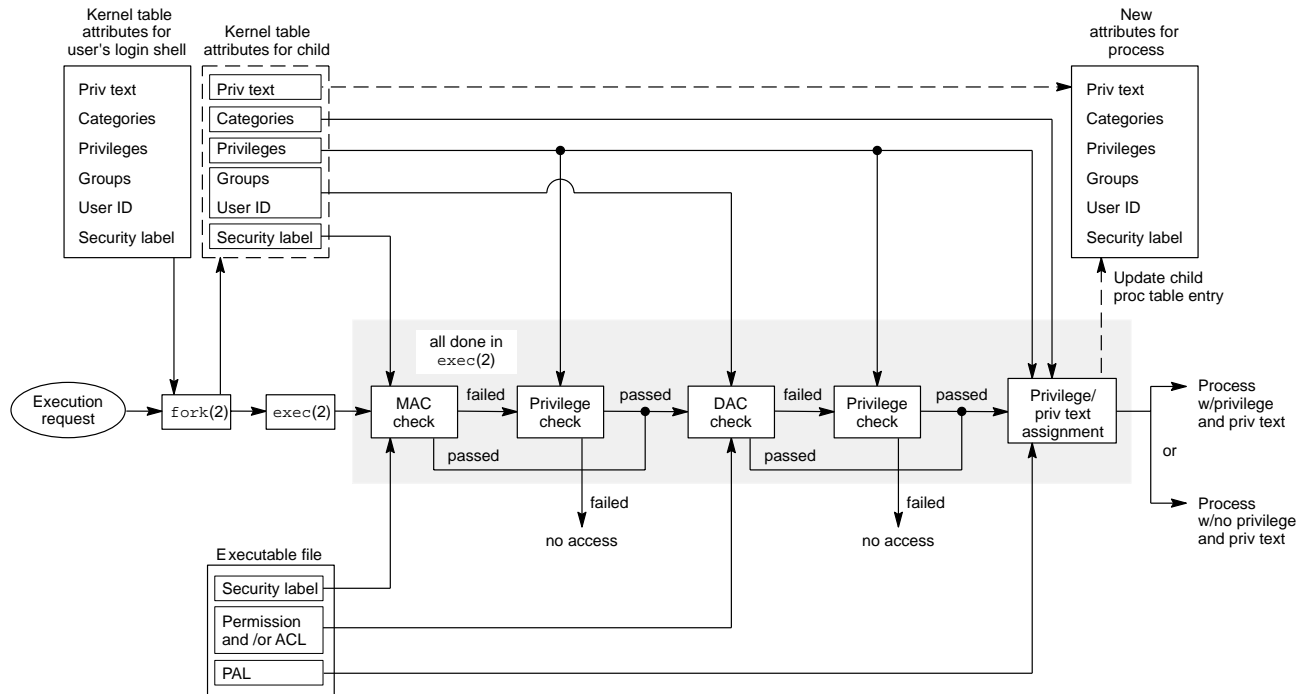 Kernel table
attributes for
user's login shell
Priv text
Categories
Privileges
Groups
User ID
Security label
Kernel table
attributes for child
Priv text
Categories
Privileges
Groups
User ID
Security label
New
attributes for
process
Priv text
Categories
Privileges
Groups
User ID
Security label
Update child
proc table entry
all done in
exec(2)
Execution
request
fork(2)
exec(2)
MAC
check
failed
passed
Privilege
check
passed
failed
no access
DAC
check
failed
passed
Privilege
check
passed
failed
no access
Privilege/
priv text
assignment
Process
w/privilege
and priv text
or
Process
w/no privilege
and priv text
Executable file
Security label
Permission
and /or ACL
PAL